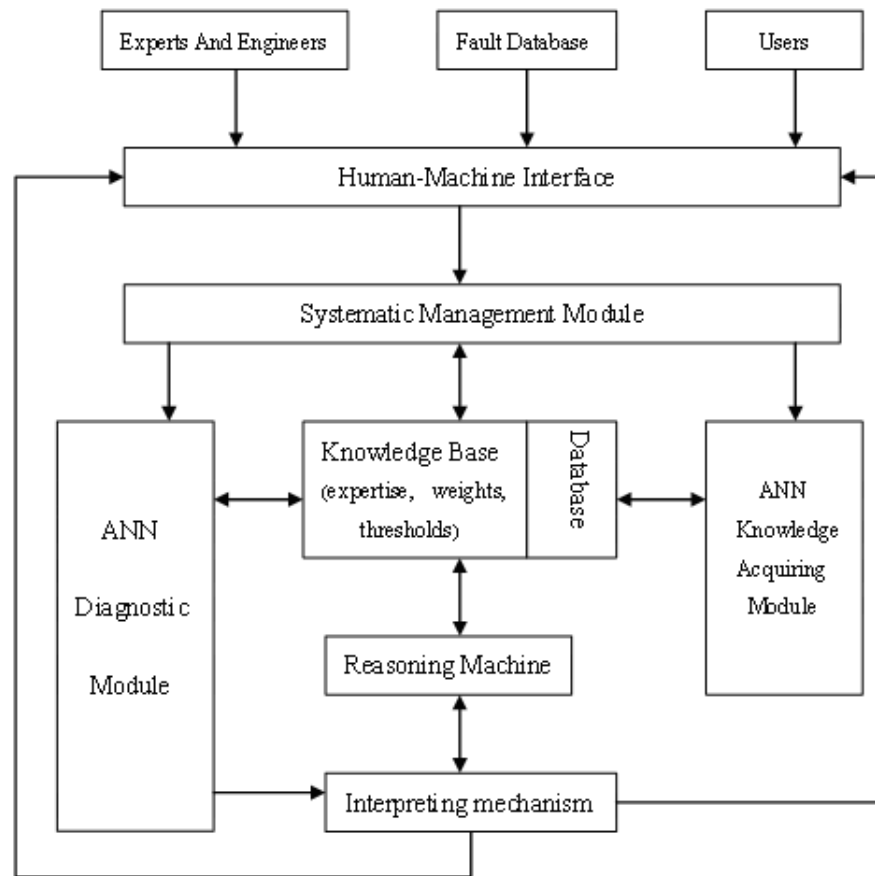 Experts And Engineers
Fault Database
Users
Human-Machine Interface
Systematic Management Module
ANN
Diagnostic
Module
Knowledge Base
(expertise, weights,
thresholds)
Database
ANN
Knowledge
Acquiring
Module
Reasoning Machine
Interpreting mechanism